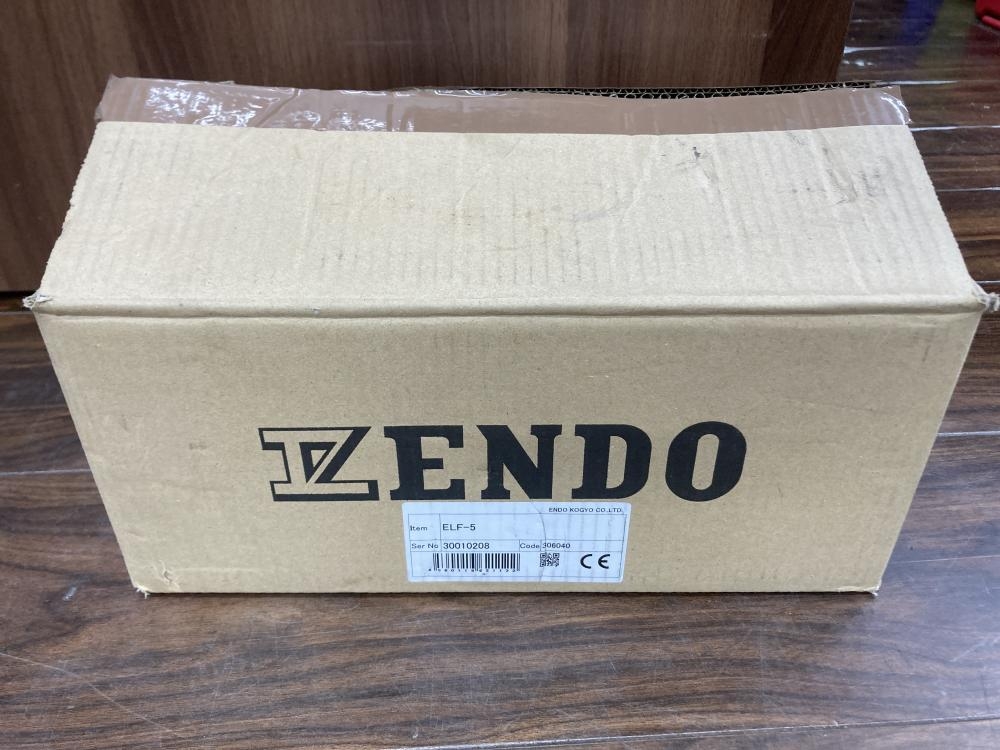 ENDO
ENDO KOGYO CO.,LTD.
Item ELF-5
Ser No 30010208 Code 306040
CE